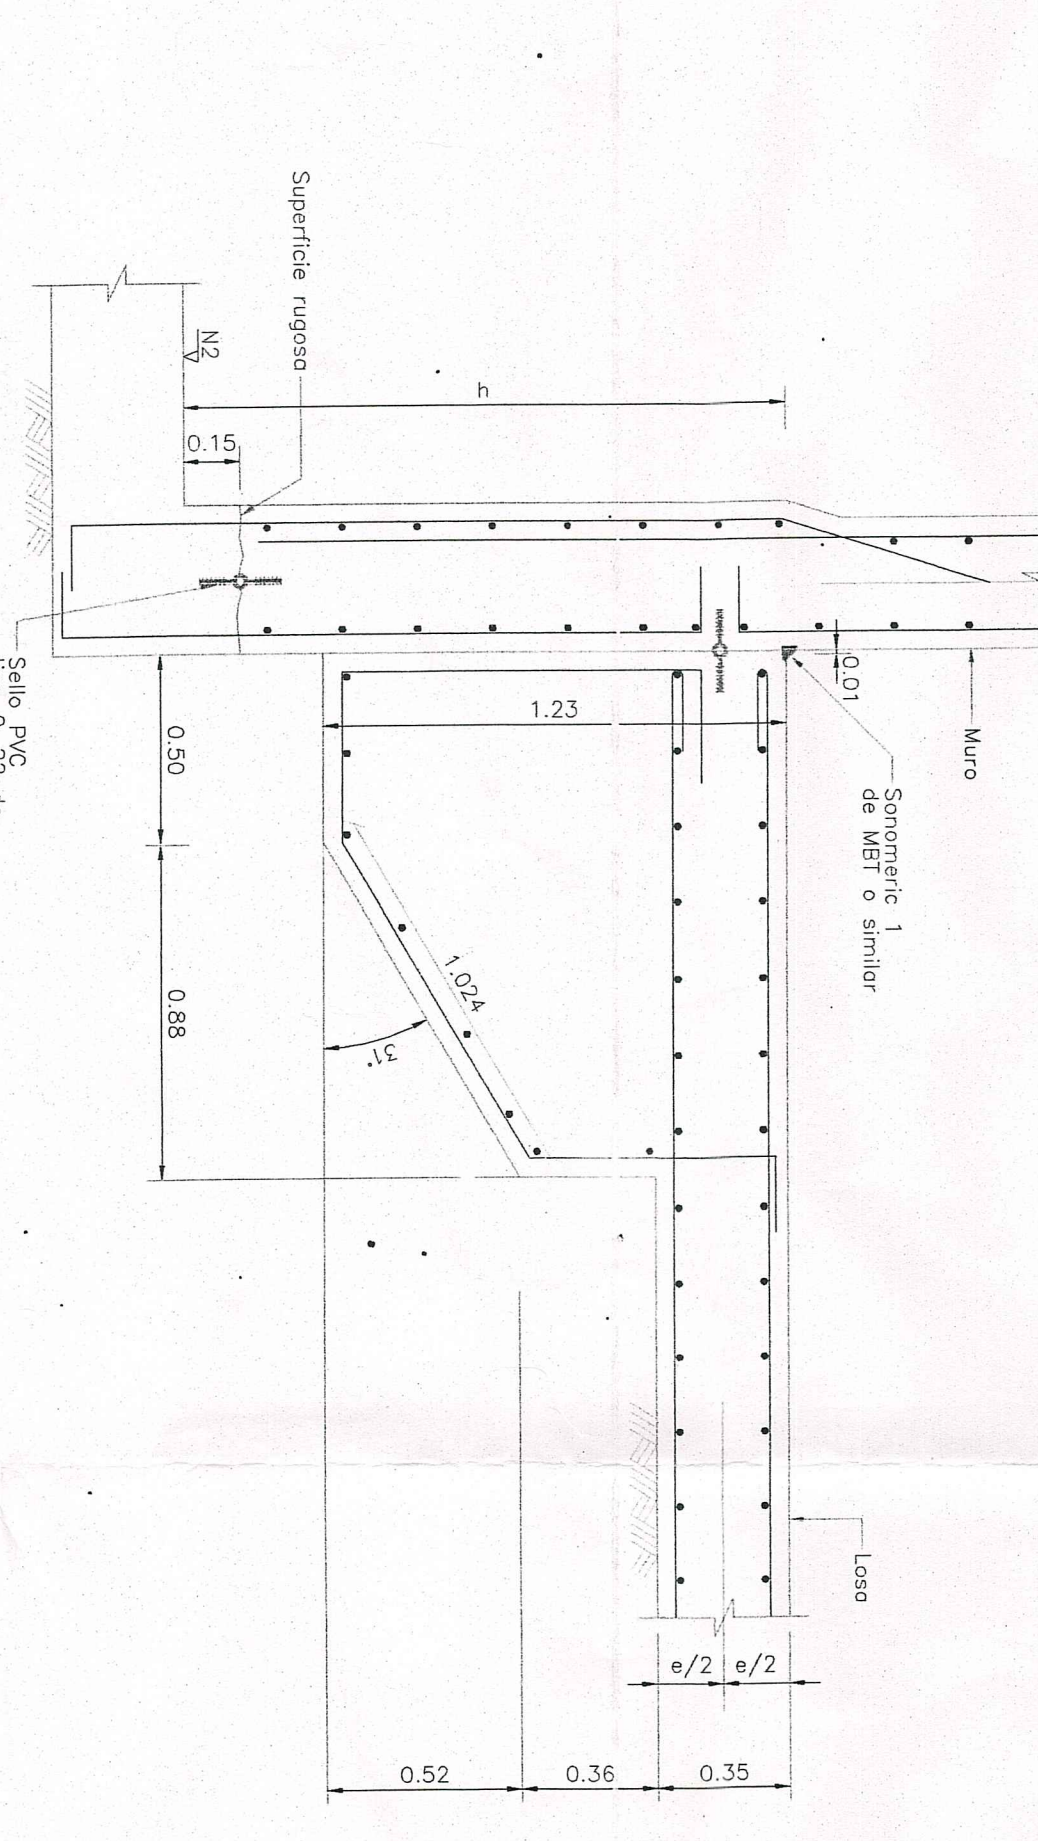 Superficie rugosa
N2
h
0.15
0.01
Muro
Sonomeric 1
de MBT o similar
1.23
0.50
Sello PVC
0.88
1.024
31°
Losa
e/2
e/2
0.52
0.36
0.35